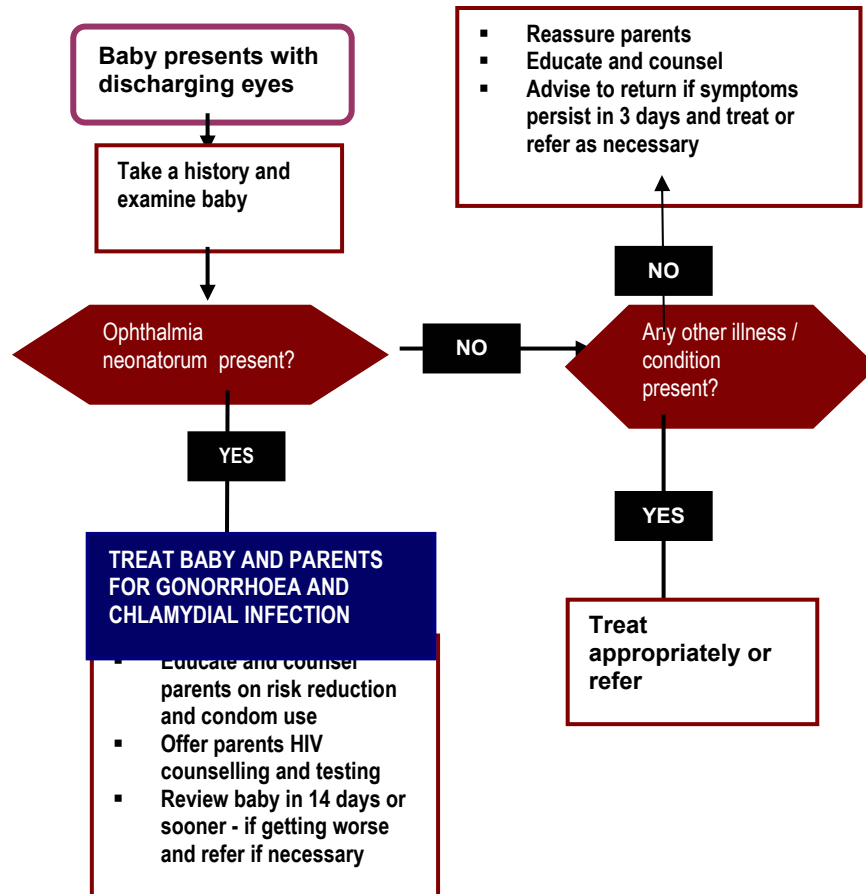 Baby presents with
discharging eyes
Take a history and
examine baby
Ophthalmia
neonatorum present?
YES
TREAT BABY AND PARENTS
FOR GONORRHOEA AND
CHLAMYDIAL INFECTION
▪ Educate and counsel
parents on risk reduction
and condom use
▪ Offer parents HIV
counselling and testing
▪ Review baby in 14 days or
sooner - if getting worse
and refer if necessary
NO
Any other illness /
condition
present?
NO
▪ Reassure parents
▪ Educate and counsel
▪ Advise to return if symptoms
persist in 3 days and treat or
refer as necessary
YES
Treat
appropriately or
refer